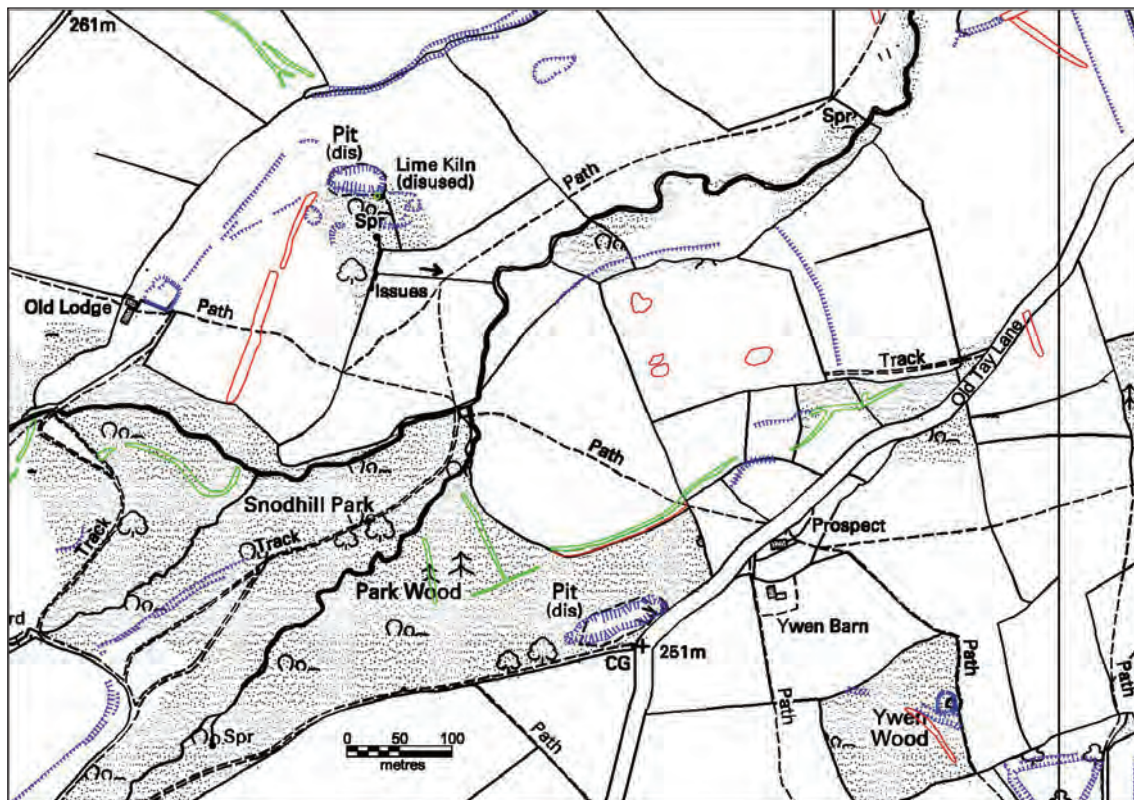 261m
Pit
(dis)
Lime Kiln
(disused)
Spr
Path
Spr
Issues
Old Lodge
Path
Track
Old Tay Lane
Path
Snodhill Park
Track
Track
Prospect
Park Wood
Pit
(dis)
Ywen Barn
rd
CG
251m
Path
Path
Path
Ywen
Wood
Spr
Path
0 50 100
metres